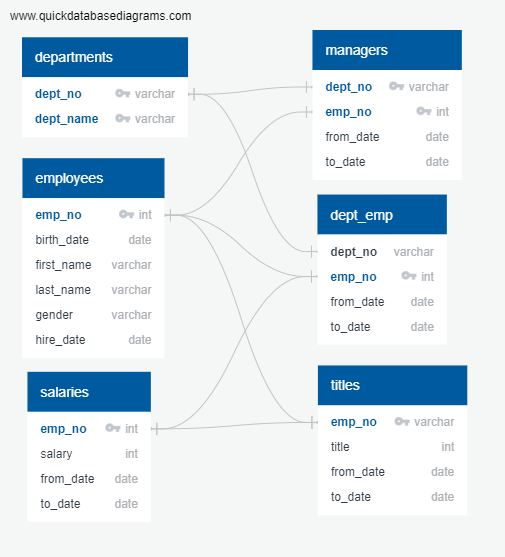 www.quickdatabasediagrams.com
departments
dept_no varchar
dept_name varchar
employees
emp_no int
birth_date date
first_name varchar
last_name varchar
gender varchar
hire_date date
salaries
emp_no int
salary int
from_date date
to_date date
managers
dept_no varchar
emp_no int
from_date date
to_date date
dept_emp
dept_no varchar
emp_no int
from_date date
to_date date
titles
emp_no varchar
title int
from_date date
to_date date